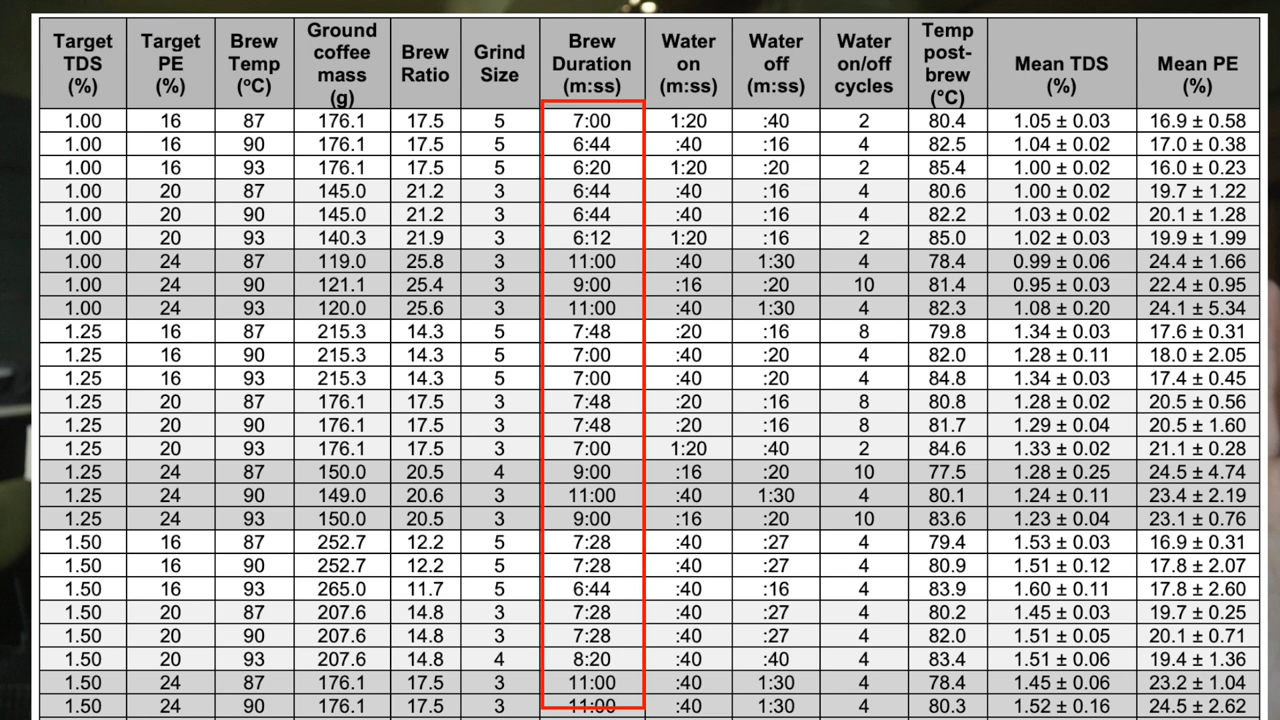 Target TDS (%) Target PE (%) Brew Temp (ºC) Ground coffee mass (g) Brew Ratio Grind Size Brew Duration (m:ss) Water on (m:ss) Water off (m:ss) Water on/off cycles Temp post-brew (°C) Mean TDS (%) Mean PE (%)
1.00 16 87 176.1 17.5 5 7:00 1:20 :40 2 80.4 1.05 ± 0.03 16.9 ± 0.58
1.00 16 90 176.1 17.5 5 6:44 :40 :16 4 82.5 1.04 ± 0.02 17.0 ± 0.38
1.00 16 93 176.1 17.5 5 6:20 1:20 :20 2 85.4 1.00 ± 0.02 16.0 ± 0.23
1.00 20 87 145.0 21.2 3 6:44 :40 :16 4 80.6 1.00 ± 0.02 19.7 ± 1.22
1.00 20 90 145.0 21.2 3 6:44 :40 :16 4 82.2 1.03 ± 0.02 20.1 ± 1.28
1.00 20 93 140.3 21.9 3 6:12 1:20 :16 2 85.0 1.02 ± 0.03 19.9 ± 1.99
1.00 24 87 119.0 25.8 3 11:00 :40 1:30 4 78.4 0.99 ± 0.06 24.4 ± 1.66
1.00 24 90 121.1 25.4 3 9:00 :16 :20 10 81.4 0.95 ± 0.03 22.4 ± 0.95
1.00 24 93 120.0 25.6 3 11:00 :40 1:30 4 82.3 1.08 ± 0.20 24.1 ± 5.34
1.25 16 87 215.3 14.3 5 7:48 :20 :16 8 79.8 1.34 ± 0.03 17.6 ± 0.31
1.25 16 90 215.3 14.3 5 7:00 :40 :20 4 82.0 1.28 ± 0.11 18.0 ± 2.05
1.25 16 93 215.3 14.3 5 7:00 :40 :20 4 84.8 1.34 ± 0.03 17.4 ± 0.45
1.25 20 87 176.1 17.5 3 7:48 :20 :16 8 80.8 1.28 ± 0.02 20.5 ± 0.56
1.25 20 90 176.1 17.5 3 7:48 :20 :16 8 81.7 1.29 ± 0.04 20.5 ± 1.60
1.25 20 93 176.1 17.5 3 7:00 1:20 :40 2 84.6 1.33 ± 0.02 21.1 ± 0.28
1.25 24 87 150.0 20.5 4 9:00 :16 :20 10 77.5 1.28 ± 0.25 24.5 ± 4.74
1.25 24 90 149.0 20.6 3 11:00 :40 1:30 4 80.1 1.24 ± 0.11 23.4 ± 2.19
1.25 24 93 150.0 20.5 3 9:00 :16 :20 10 83.6 1.23 ± 0.04 23.1 ± 0.76
1.50 16 87 252.7 12.2 5 7:28 :40 :27 4 79.4 1.53 ± 0.03 16.9 ± 0.31
1.50 16 90 252.7 12.2 5 7:28 :40 :27 4 80.9 1.51 ± 0.12 17.8 ± 2.07
1.50 16 93 265.0 11.7 5 6:44 :40 :16 4 83.9 1.60 ± 0.11 17.8 ± 2.60
1.50 20 87 207.6 14.8 3 7:28 :40 :27 4 80.2 1.45 ± 0.03 19.7 ± 0.25
1.50 20 90 207.6 14.8 3 7:28 :40 :27 4 82.0 1.51 ± 0.05 20.1 ± 0.71
1.50 20 93 207.6 14.8 4 8:20 :40 :40 4 83.4 1.51 ± 0.06 19.4 ± 1.36
1.50 24 87 176.1 17.5 3 11:00 :40 1:30 4 78.4 1.45 ± 0.06 23.2 ± 1.04
1.50 24 90 176.1 17.5 3 11:00 :40 1:30 4 80.3 1.52 ± 0.16 24.5 ± 2.62